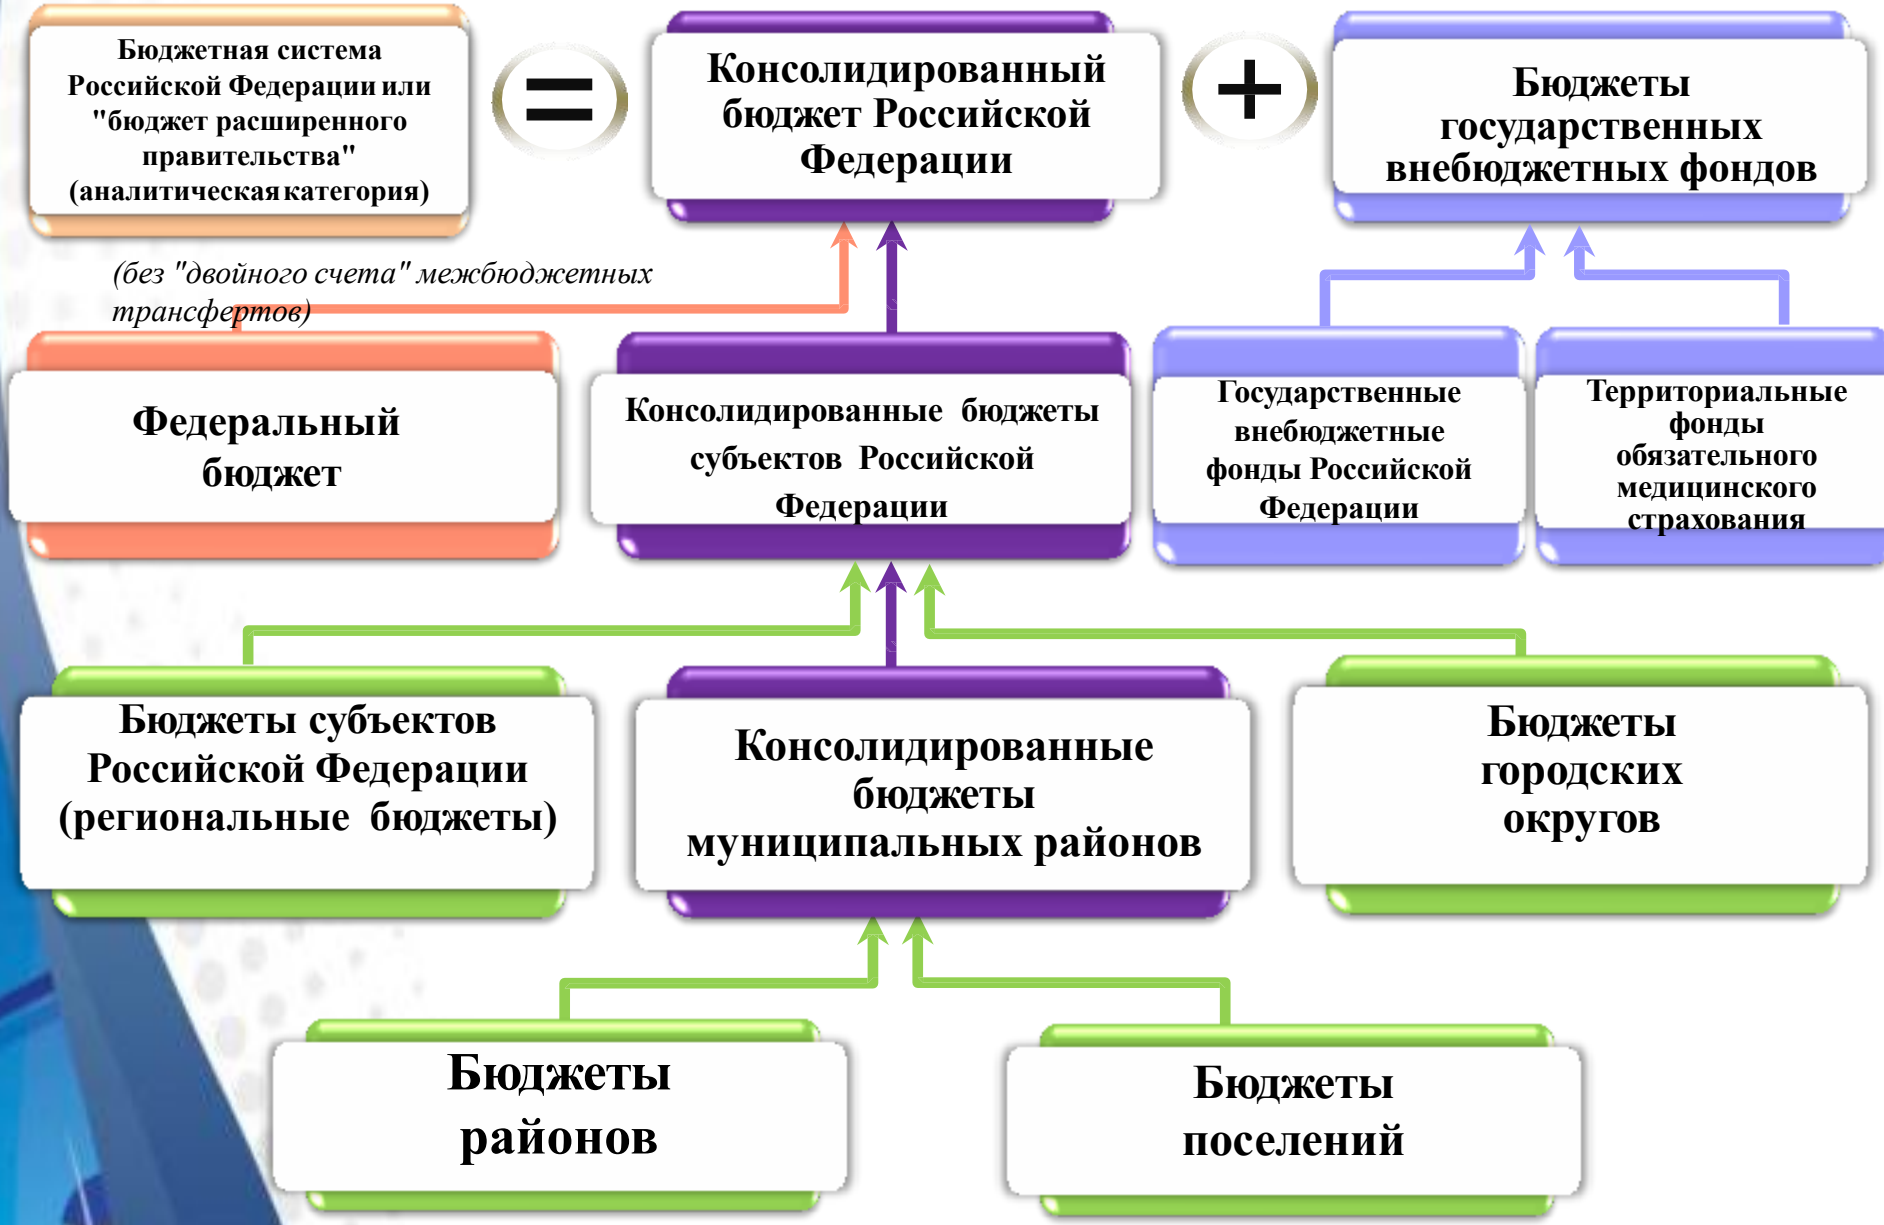 Бюджетная система
Российской Федерации или
"бюджет расширенного
правительства"
(аналитическая категория)
=
Консолидированный
бюджет Российской
Федерации
+
Бюджеты
государственных
внебюджетных фондов
(без "двойного счета" межбюджетных
трансфертов)
Федеральный
бюджет
Консолидированные бюджеты
субъектов Российской
Федерации
Государственные
внебюджетные
фонды Российской
Федерации
Территориальные
фонды
обязательного
медицинского
страхования
Бюджеты субъектов
Российской Федерации
(региональные бюджеты)
Консолидированные
бюджеты
муниципальных районов
Бюджеты
городских
округов
Бюджеты
районов
Бюджеты
поселений